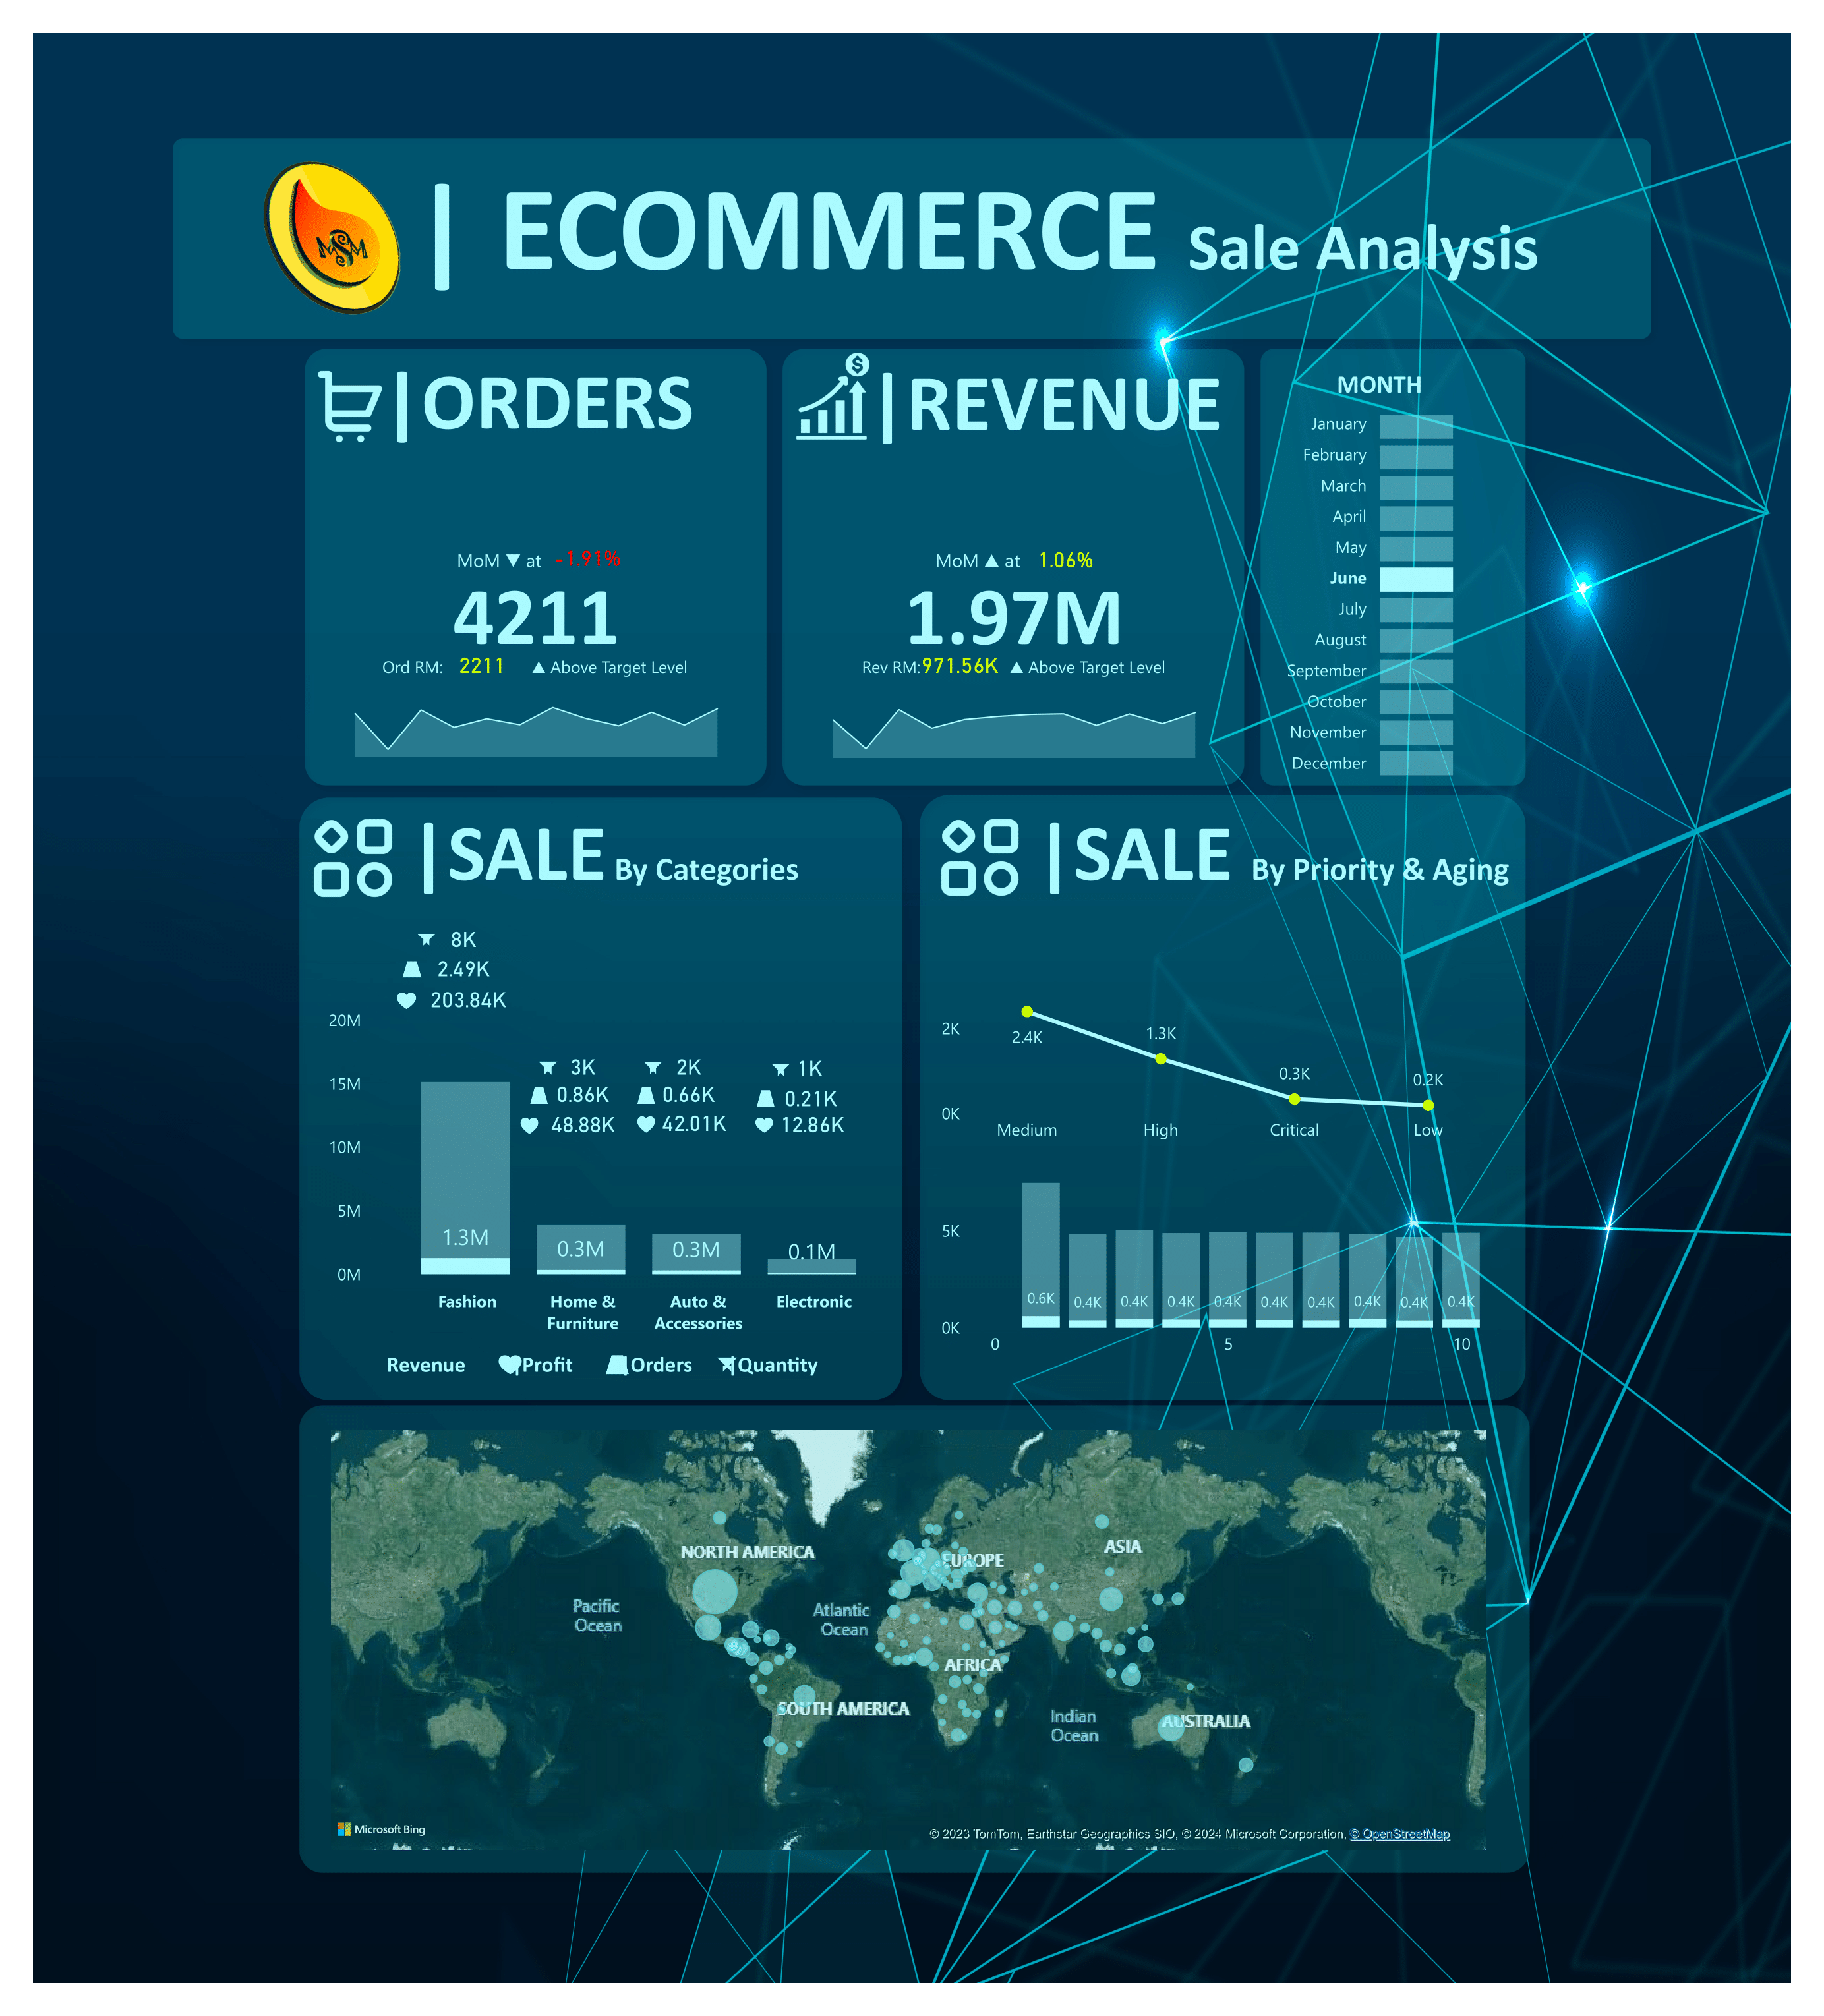 MSM
| ECOMMERCE Sale Analysis
|ORDERS
MoM ▼ at -1.91%
4211
Ord RM: 2211 ▲ Above Target Level
|REVENUE
MoM ▲ at 1.06%
1.97M
Rev RM: 971.56K ▲ Above Target Level
MONTH
January
February
March
April
May
June
July
August
September
October
November
December
|SALE By Categories
8K
2.49K
203.84K
3K
0.86K
48.88K
2K
0.66K
42.01K
1K
0.21K
12.86K
20M
15M
10M
5M
0M
1.3M
0.3M
0.3M
0.1M
Fashion
Home &
Furniture
Auto &
Accessories
Electronic
Revenue Profit Orders Quantity
|SALE By Priority & Aging
2K
0K
2.4K
1.3K
0.3K
0.2K
Medium High Critical Low
5K
0K
0.6K 0.4K 0.4K 0.4K 0.4K 0.4K 0.4K 0.4K 0.4K 0.4K
0 5 10
NORTH AMERICA
EUROPE
ASIA
Pacific
Ocean
Atlantic
Ocean
AFRICA
SOUTH AMERICA
Indian
Ocean
AUSTRALIA
Microsoft Bing
© 2023 TomTom, Earthstar Geographics SIO, © 2024 Microsoft Corporation, © OpenStreetMap